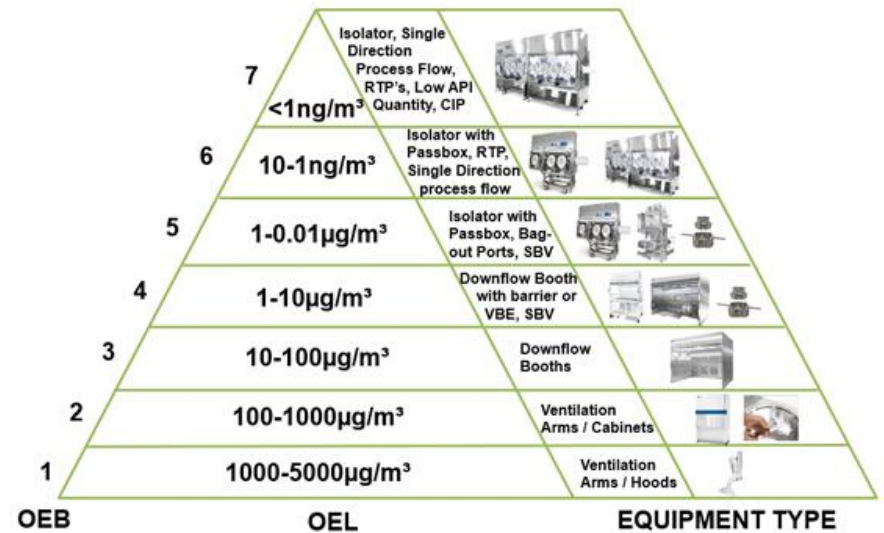 7
<1ng/m³
Isolator, Single
Direction
Process Flow,
RTP's, Low API
Quantity, CIP
6
10-1ng/m³
Isolator with
Passbox, RTP,
Single Direction
process flow
5
1-0.01µg/m³
Isolator with
Passbox, Bag-
out Ports, SBV
4
1-10µg/m³
Downflow Booth
with barrier or
VBE, SBV
3
10-100µg/m³
Downflow
Booths
2
100-1000µg/m³
Ventilation
Arms / Cabinets
1
1000-5000µg/m³
Ventilation
Arms / Hoods
OEB
OEL
EQUIPMENT TYPE